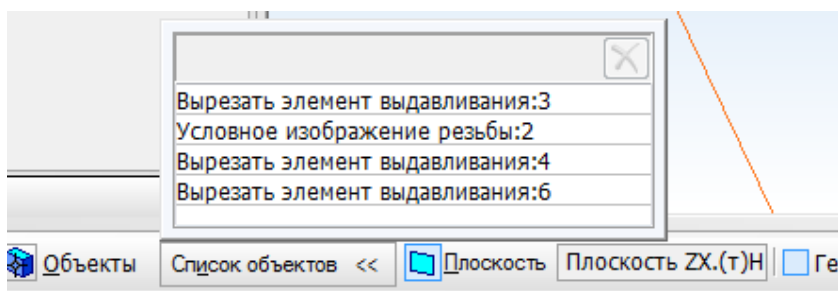 Вырезать элемент выдавливания:3
Условное изображение резьбы:2
Вырезать элемент выдавливания:4
Вырезать элемент выдавливания:6
Объекты Список объектов << Плоскость Плоскость ZX.(т)Н Ге